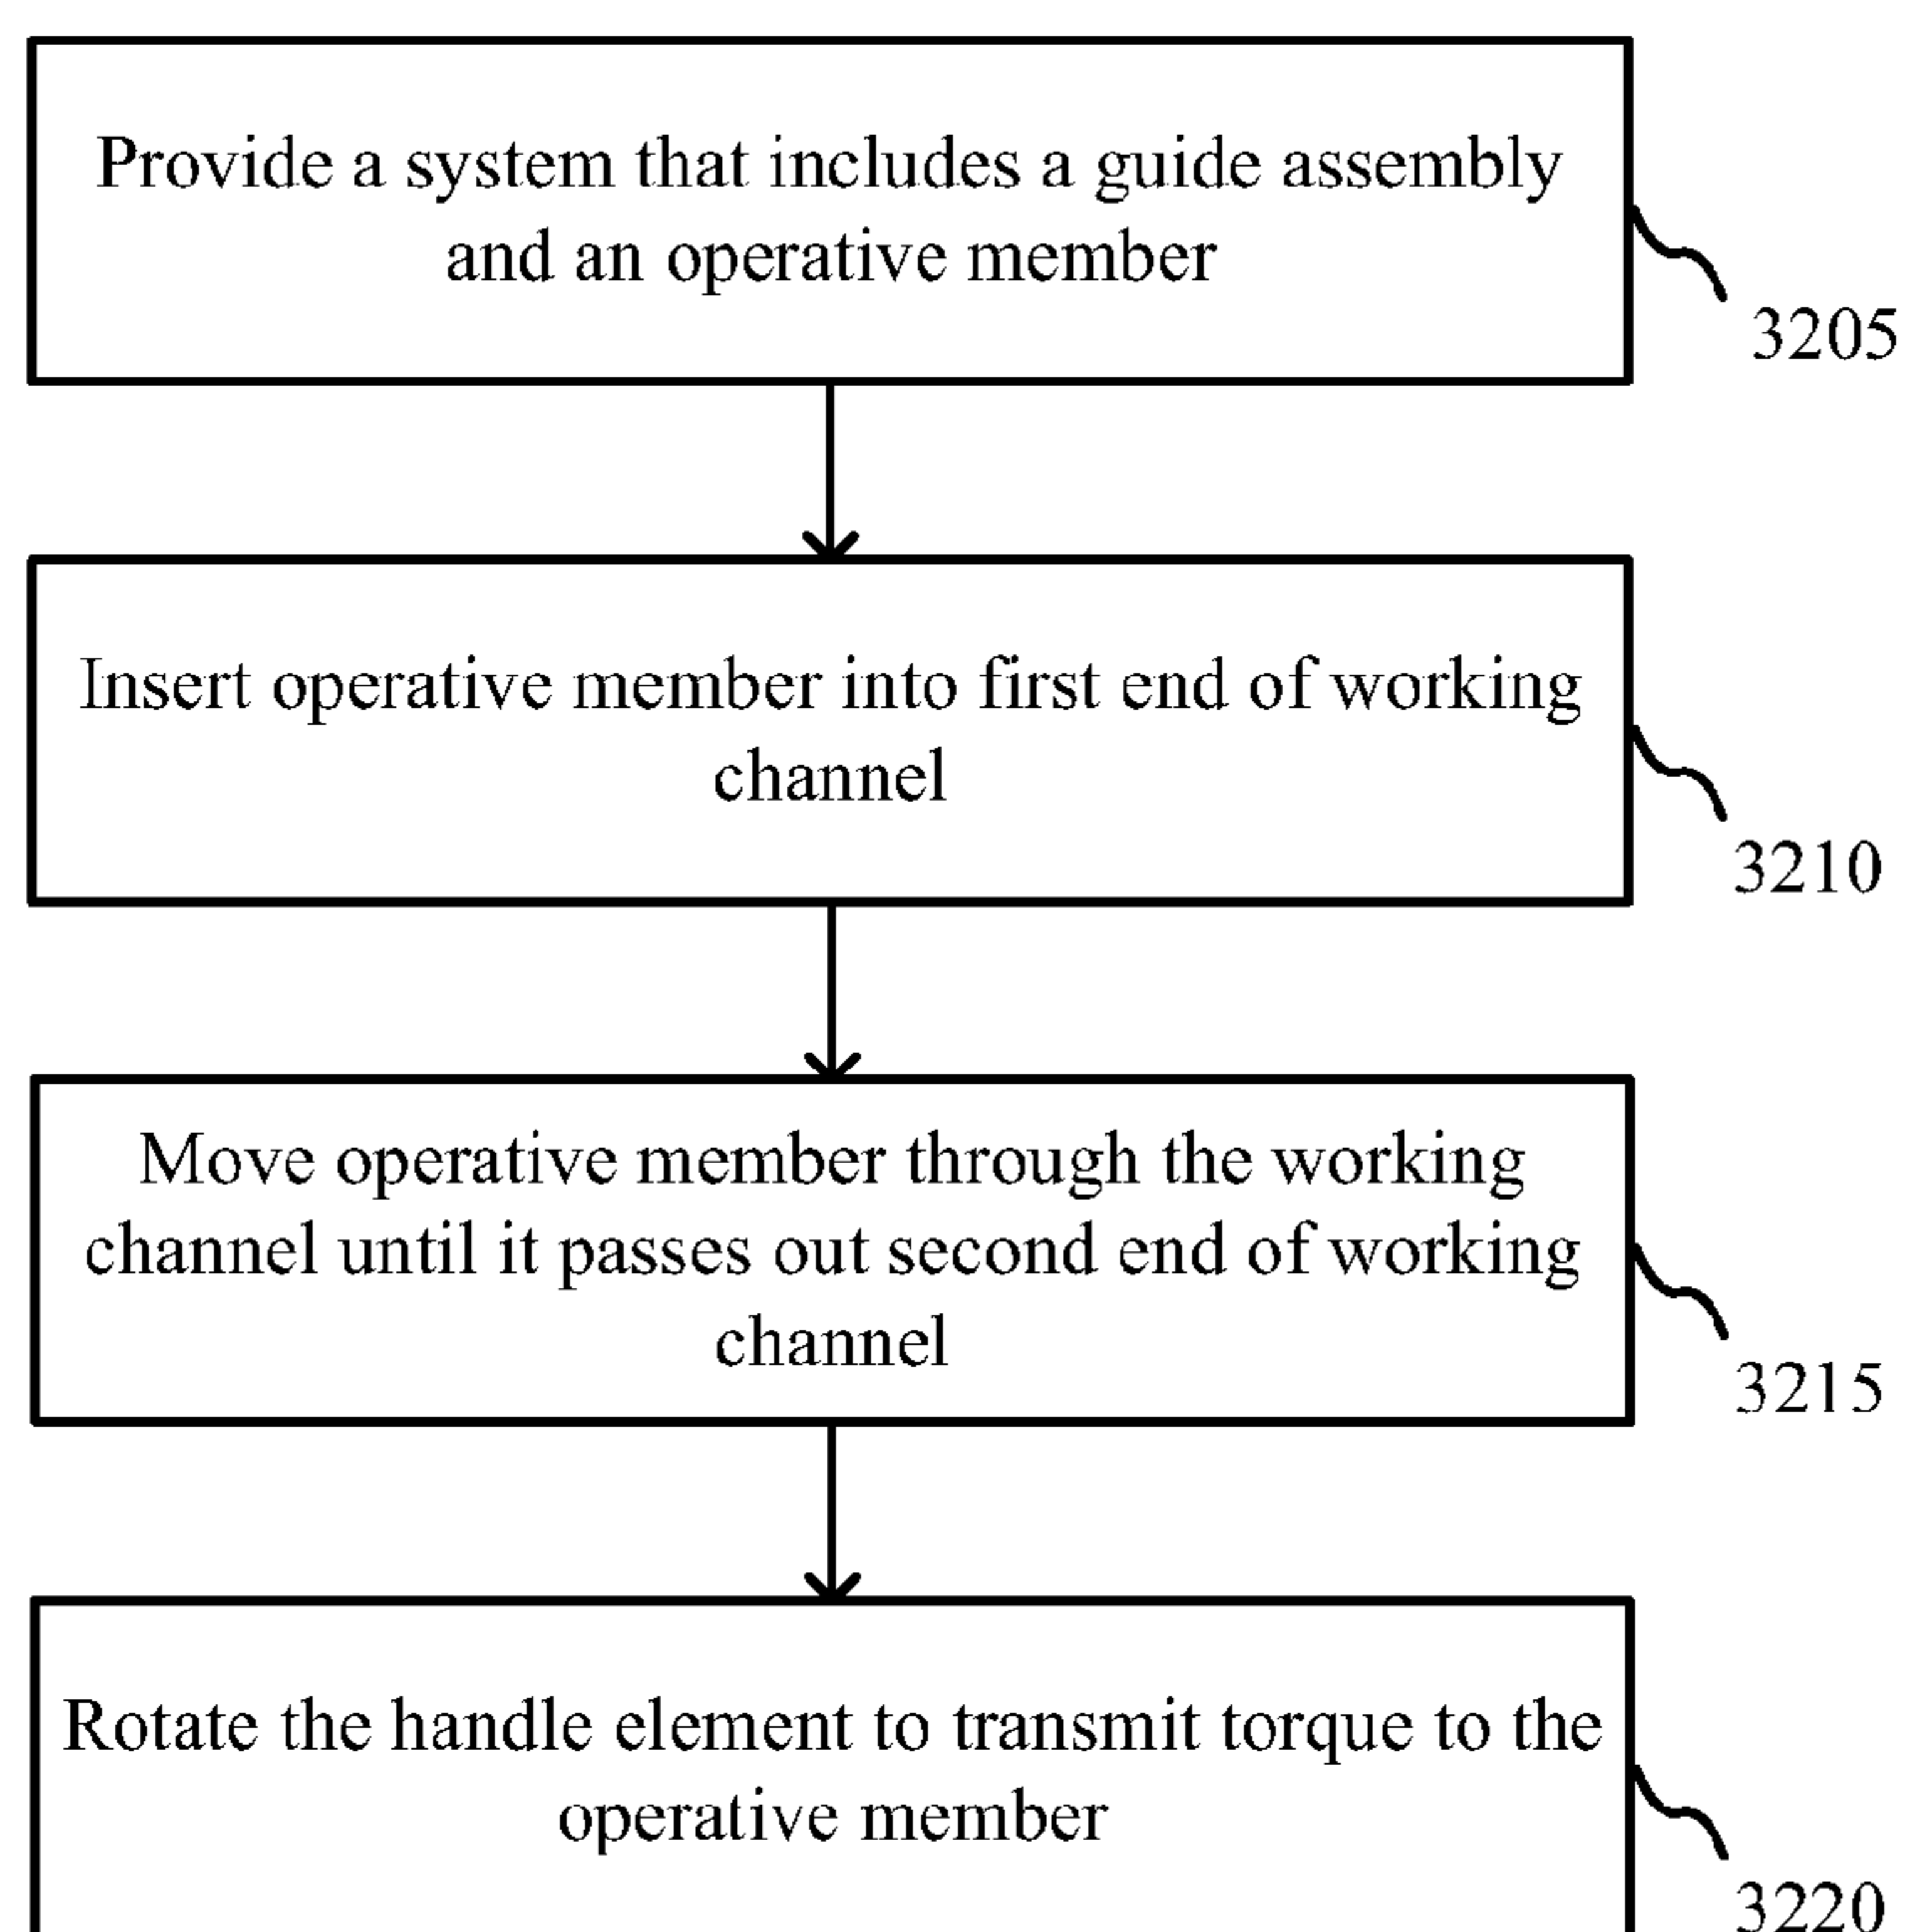 Provide a system that includes a guide assembly
and an operative member
3205
Insert operative member into first end of working
channel
3210
Move operative member through the working
channel until it passes out second end of working
channel
3215
Rotate the handle element to transmit torque to the
operative member
3220